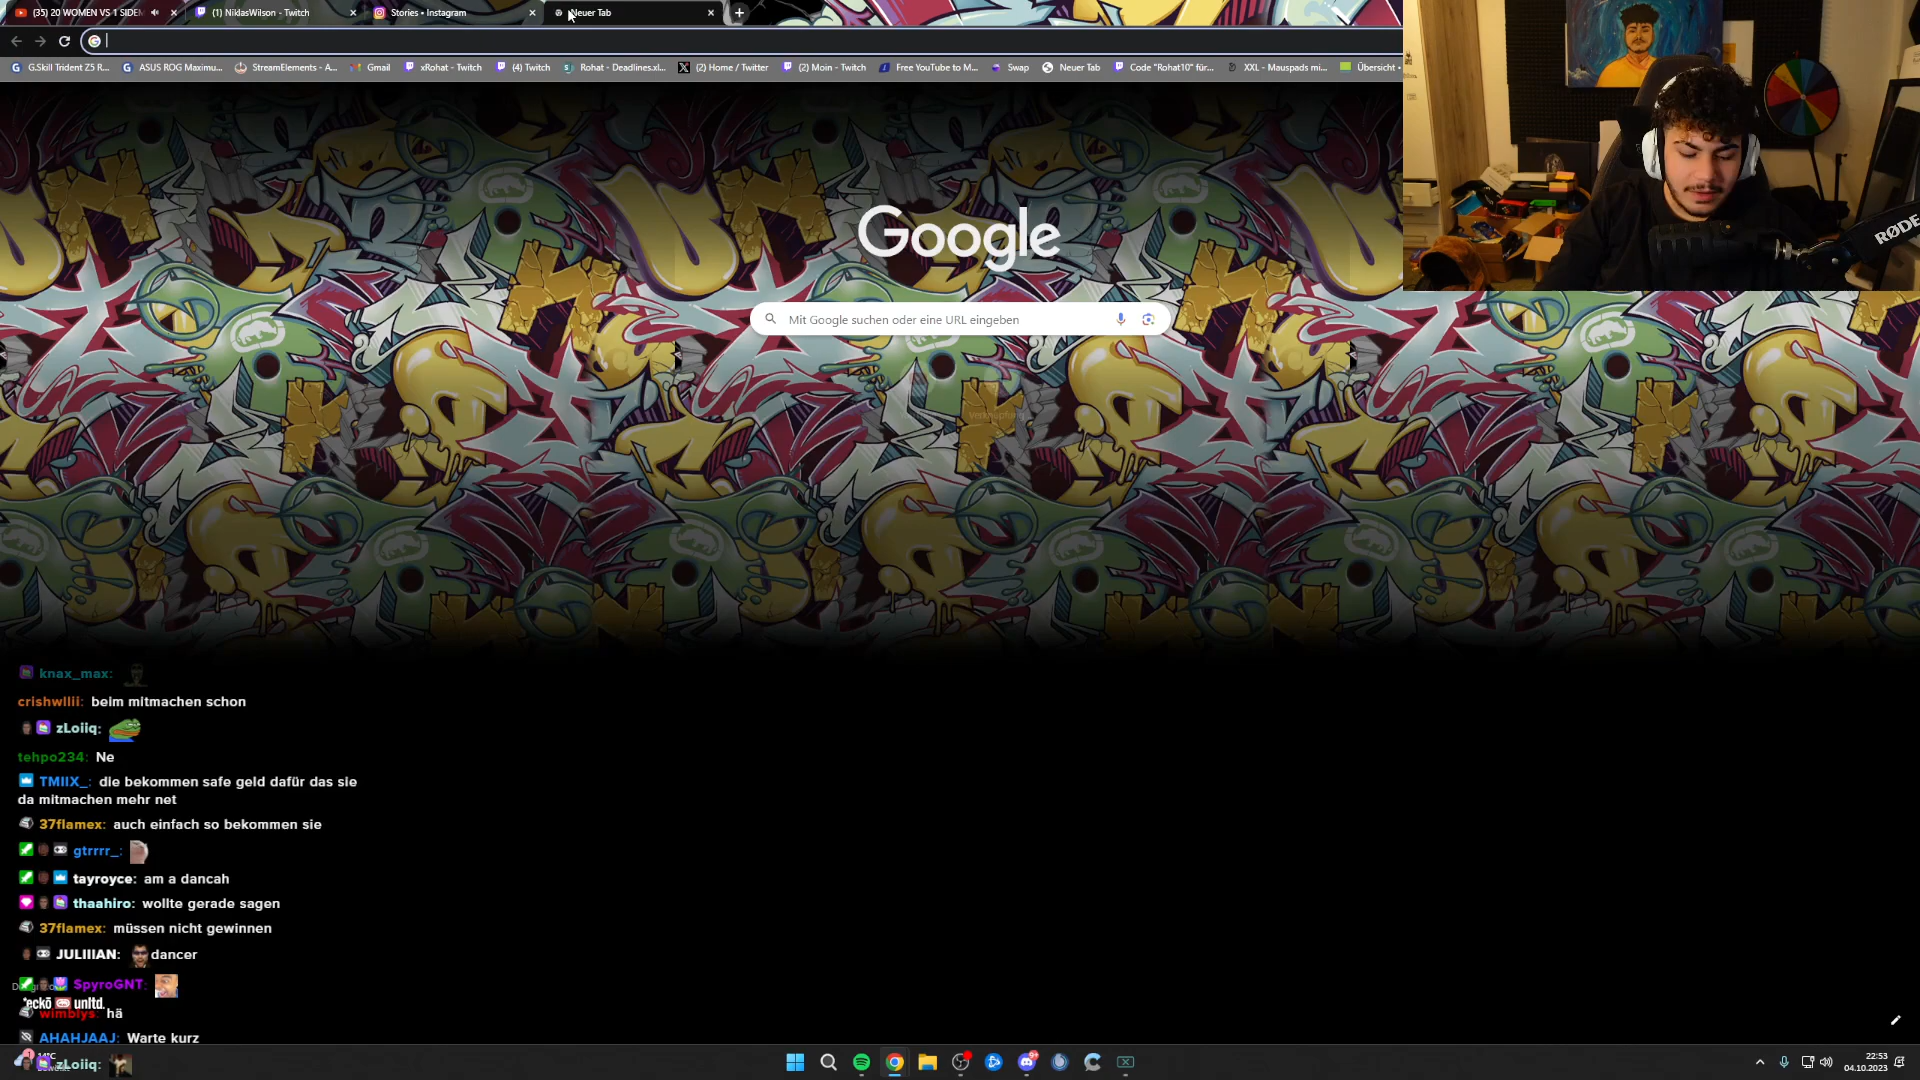 (35) 20 WOMEN VS 1 SIDEM
(1) NiklasWilson - Twitch
Stories • Instagram
Neuer Tab
G.Skill Trident Z5 R...
ASUS ROG Maximu...
StreamElements - A...
Gmail
xRohat - Twitch
(4) Twitch
Rohat - Deadlines.xl...
(2) Home / Twitter
(2) Moin - Twitch
Free YouTube to M...
Swap
Neuer Tab
Code "Rohat10" für...
XXL - Mauspads mi...
Übersicht •
RØDE
Google
Mit Google suchen oder eine URL eingeben
knax_max:
crishwllii: beim mitmachen schon
zLoiiq:
tehpo234: Ne
TMIIX_: die bekommen safe geld dafür das sie
da mitmachen mehr net
37flamex: auch einfach so bekommen sie
gtrrrr_:
tayroyce: am a dancah
thaahiro: wollte gerade sagen
37flamex: müssen nicht gewinnen
JULIIIAN: dancer
SpyroGNT:
*eckō unltd.
wimblys: hä
AHAHJAAJ: Warte kurz
zLoiiq:
14°C
22:53
04.10.2023